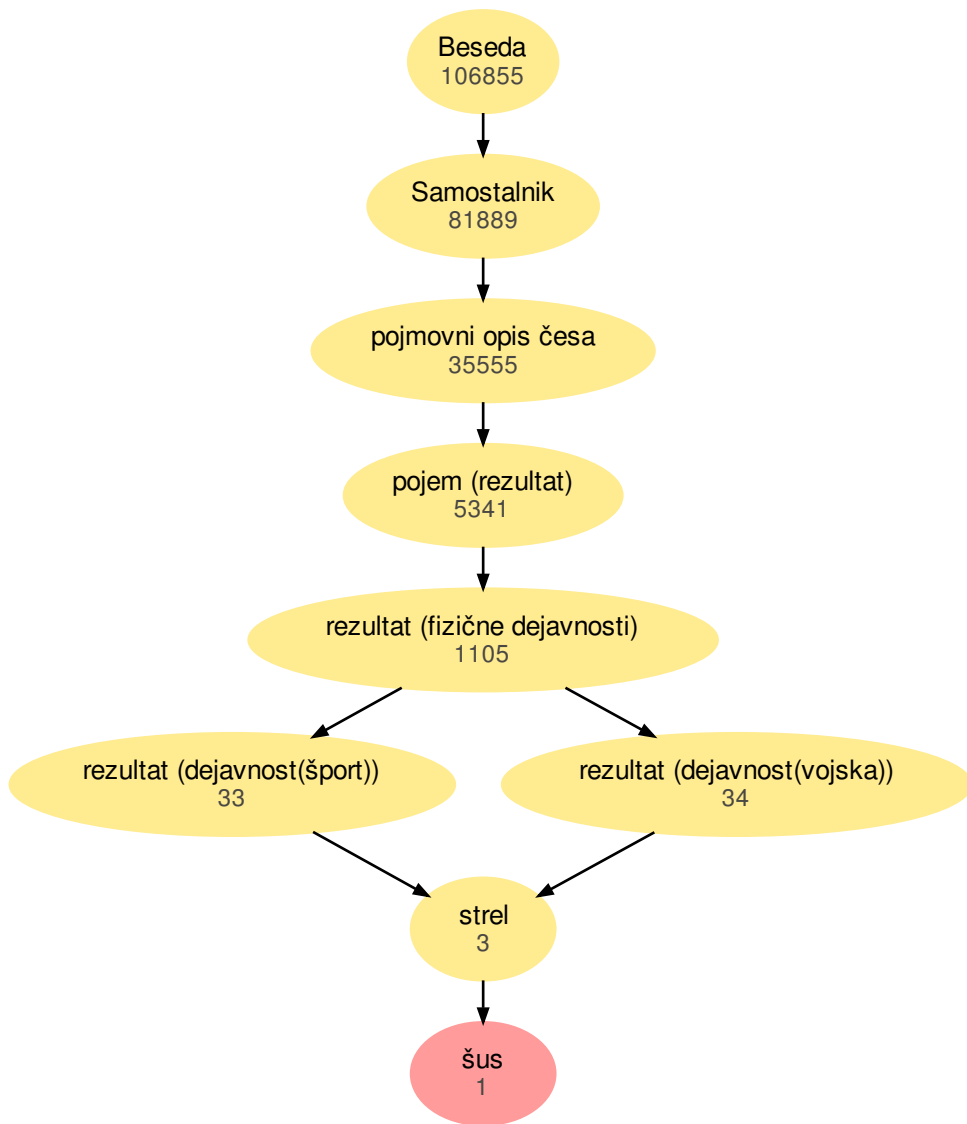 Beseda
106855
Samostalnik
81889
pojmovni opis česa
35555
pojem (rezultat)
5341
rezultat (fizične dejavnosti)
1105
rezultat (dejavnost(šport))
33
rezultat (dejavnost(vojska))
34
strel
3
šus
1